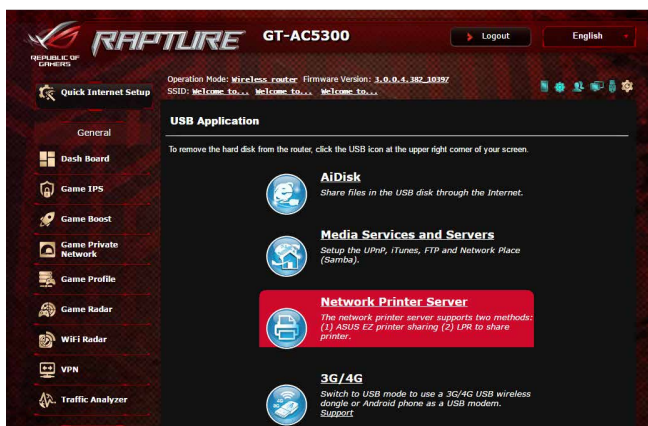 REPUBLIC OF
GAMERS
RAPTURE
GT-AC5300
Logout
English
Operation Mode: Wireless router Firmware Version: 3.0.0.4.382_10397
SSID: Welcome to... Welcome to... Welcome to...
Quick Internet Setup
General
Dash Board
Game IPS
Game Boost
Game Private
Network
Game Profile
Game Radar
WiFi Radar
VPN
Traffic Analyzer
USB Application
To remove the hard disk from the router, click the USB icon at the upper right corner of your screen.
AiDisk
Share files in the USB disk through the Internet.
Media Services and Servers
Setup the UPnP, iTunes, FTP and Network Place
(Samba).
Network Printer Server
The network printer server supports two methods:
(1) ASUS EZ printer sharing (2) LPR to share
printer.
3G/4G
Switch to USB mode to use a 3G/4G USB wireless
dongle or Android phone as a USB modem.
Support